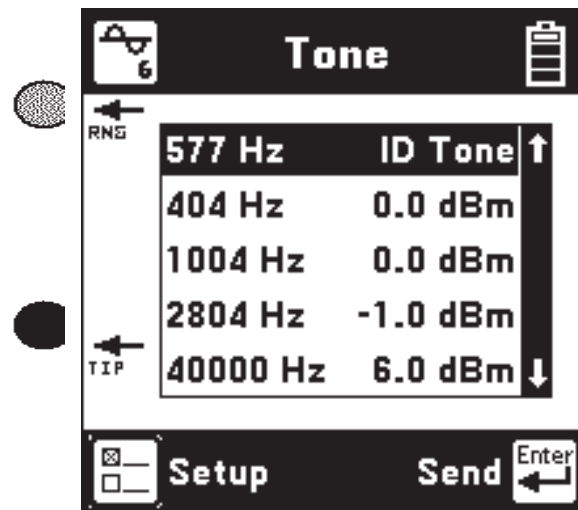 6 Tone
RNG
577 Hz ID Tone
404 Hz 0.0 dBm
1004 Hz 0.0 dBm
2804 Hz -1.0 dBm
TIP
40000 Hz 6.0 dBm
Setup Send Enter